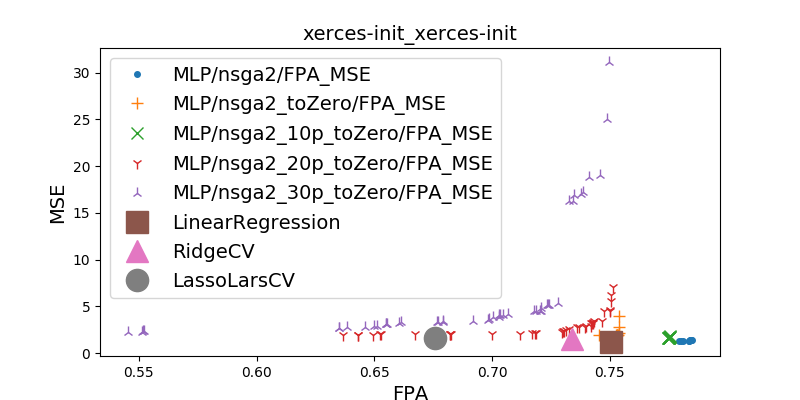 xerces-init_xerces-init
MLP/nsga2/FPA_MSE
MLP/nsga2_toZero/FPA_MSE
MLP/nsga2_10p_toZero/FPA_MSE
MLP/nsga2_20p_toZero/FPA_MSE
MLP/nsga2_30p_toZero/FPA_MSE
LinearRegression
RidgeCV
LassoLarsCV
MSE
30
25
20
15
10
5
0
0.55 0.60 0.65 0.70 0.75
FPA